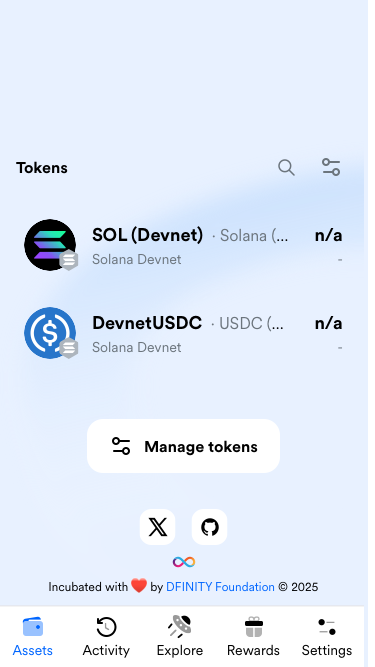 Tokens
SOL (Devnet) · Solana (... n/a
Solana Devnet -
DevnetUSDC · USDC (... n/a
Solana Devnet -
Manage tokens
Incubated with ❤️ by DFINITY Foundation © 2025
Assets Activity Explore Rewards Settings